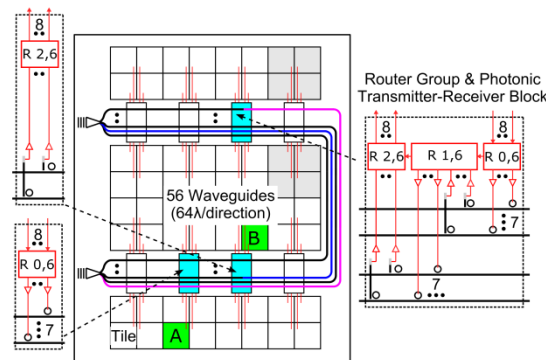 8
R 2,6
8
R 0,6
7
56 Waveguides
(64λ/direction)
B
Tile
A
Router Group & Photonic
Transmitter-Receiver Block
8
8
R 2,6
R 1,6
R 0,6
7